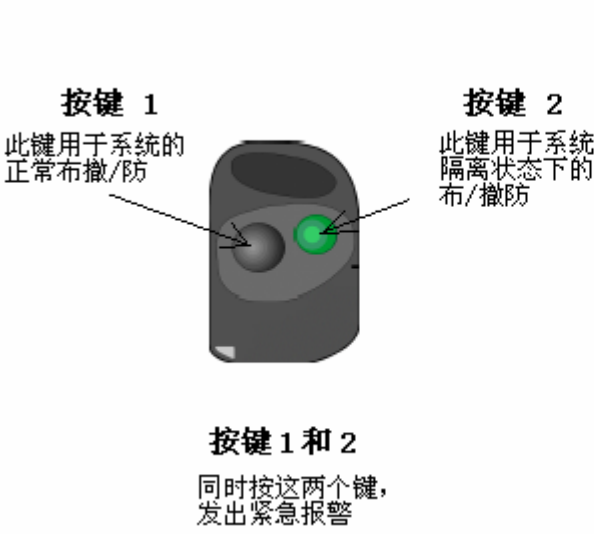 按键 1
此键用于系统的
正常布撤/防
按键 2
此键用于系统
隔离状态下的
布/撤防
按键1和2
同时按这两个键，
发出紧急报警